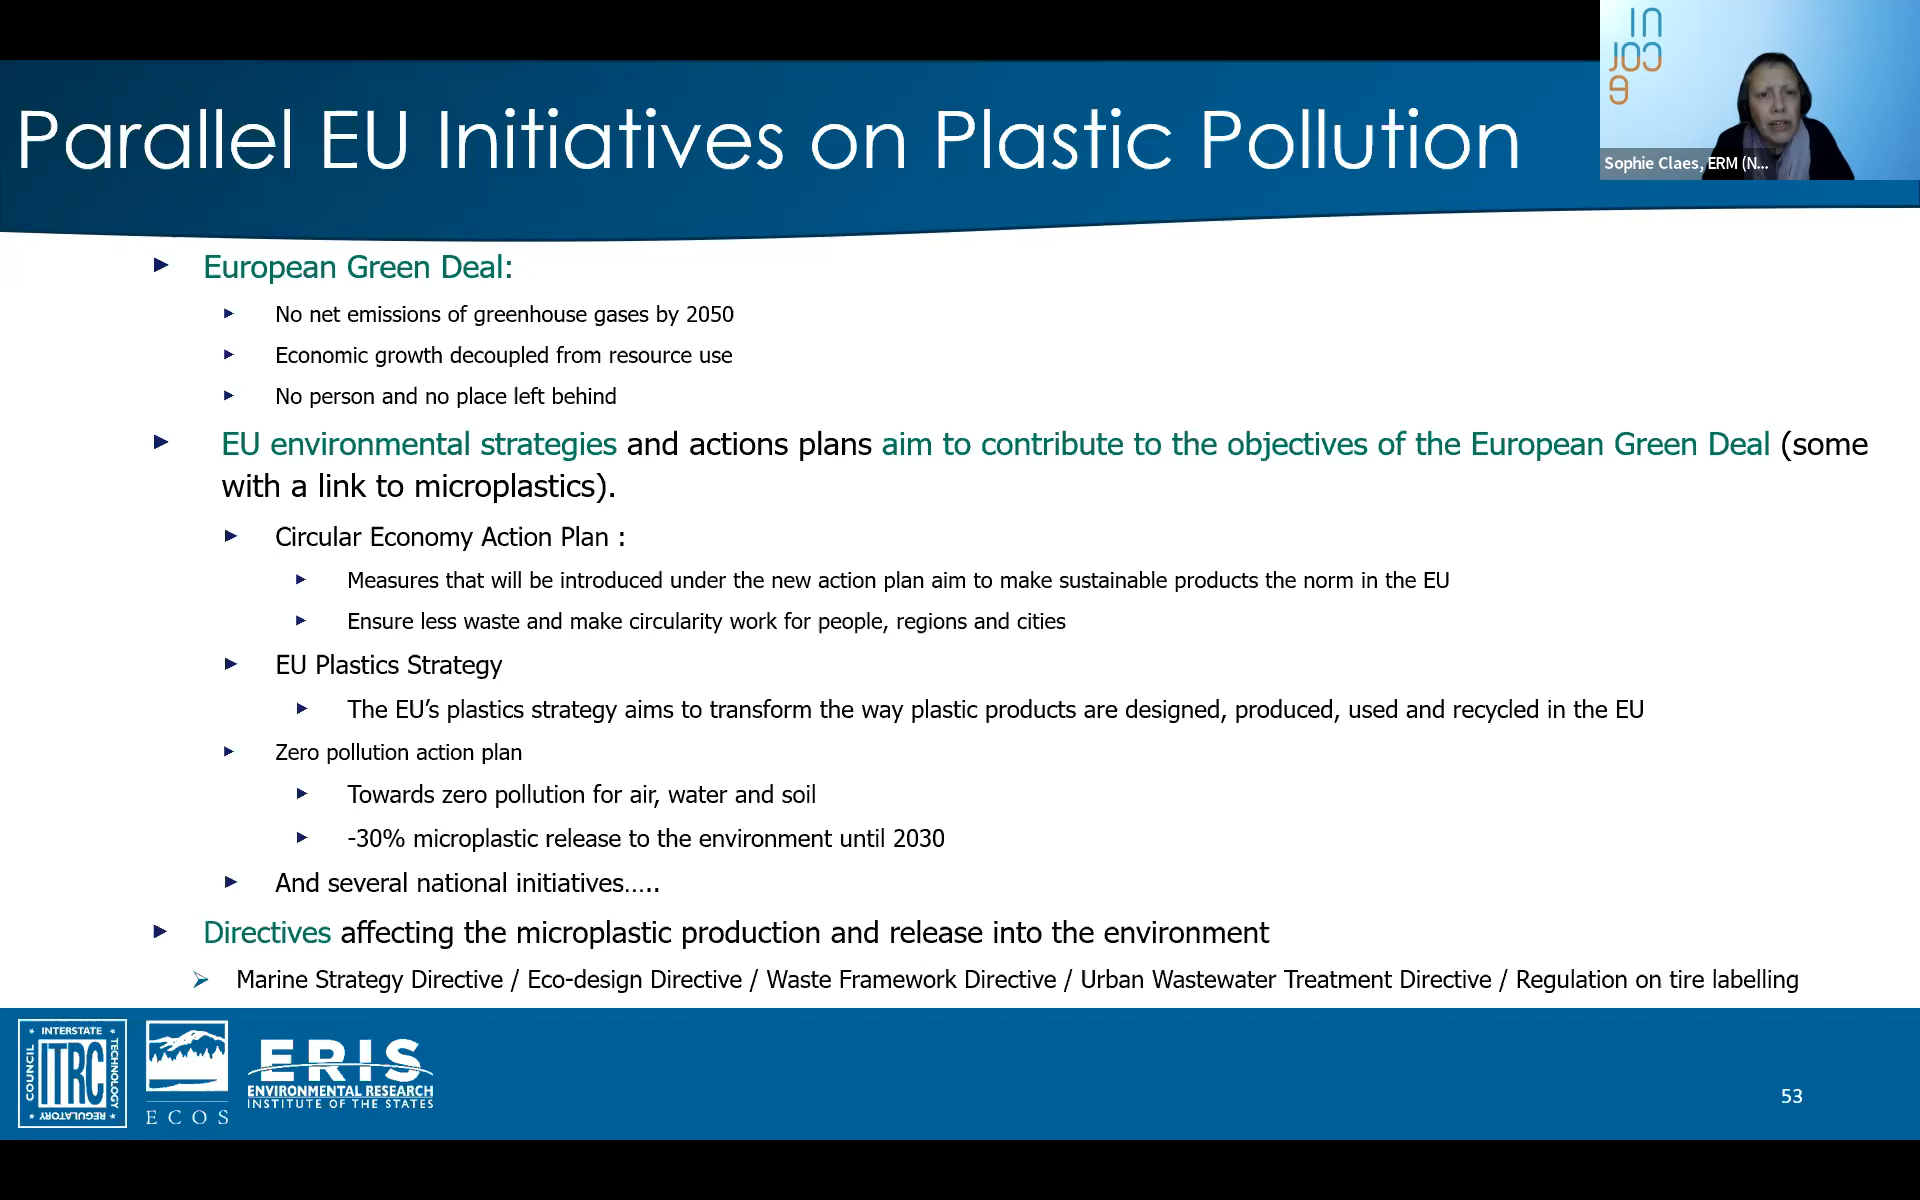 Parallel EU Initiatives on Plastic Pollution
IN
JOCC
e
Sophie Claes, ERM (N...
European Green Deal:
No net emissions of greenhouse gases by 2050
Economic growth decoupled from resource use
No person and no place left behind
EU environmental strategies and actions plans aim to contribute to the objectives of the European Green Deal (some
with a link to microplastics).
Circular Economy Action Plan :
Measures that will be introduced under the new action plan aim to make sustainable products the norm in the EU
Ensure less waste and make circularity work for people, regions and cities
EU Plastics Strategy
The EU’s plastics strategy aims to transform the way plastic products are designed, produced, used and recycled in the EU
Zero pollution action plan
Towards zero pollution for air, water and soil
-30% microplastic release to the environment until 2030
And several national initiatives.....
Directives affecting the microplastic production and release into the environment
Marine Strategy Directive / Eco-design Directive / Waste Framework Directive / Urban Wastewater Treatment Directive / Regulation on tire labelling
INTERSTATE
TECHNOLOGY
REGULATORY
COUNCIL
ITRC
ECOS
ERIS
ENVIRONMENTAL RESEARCH
INSTITUTE OF THE STATES
53